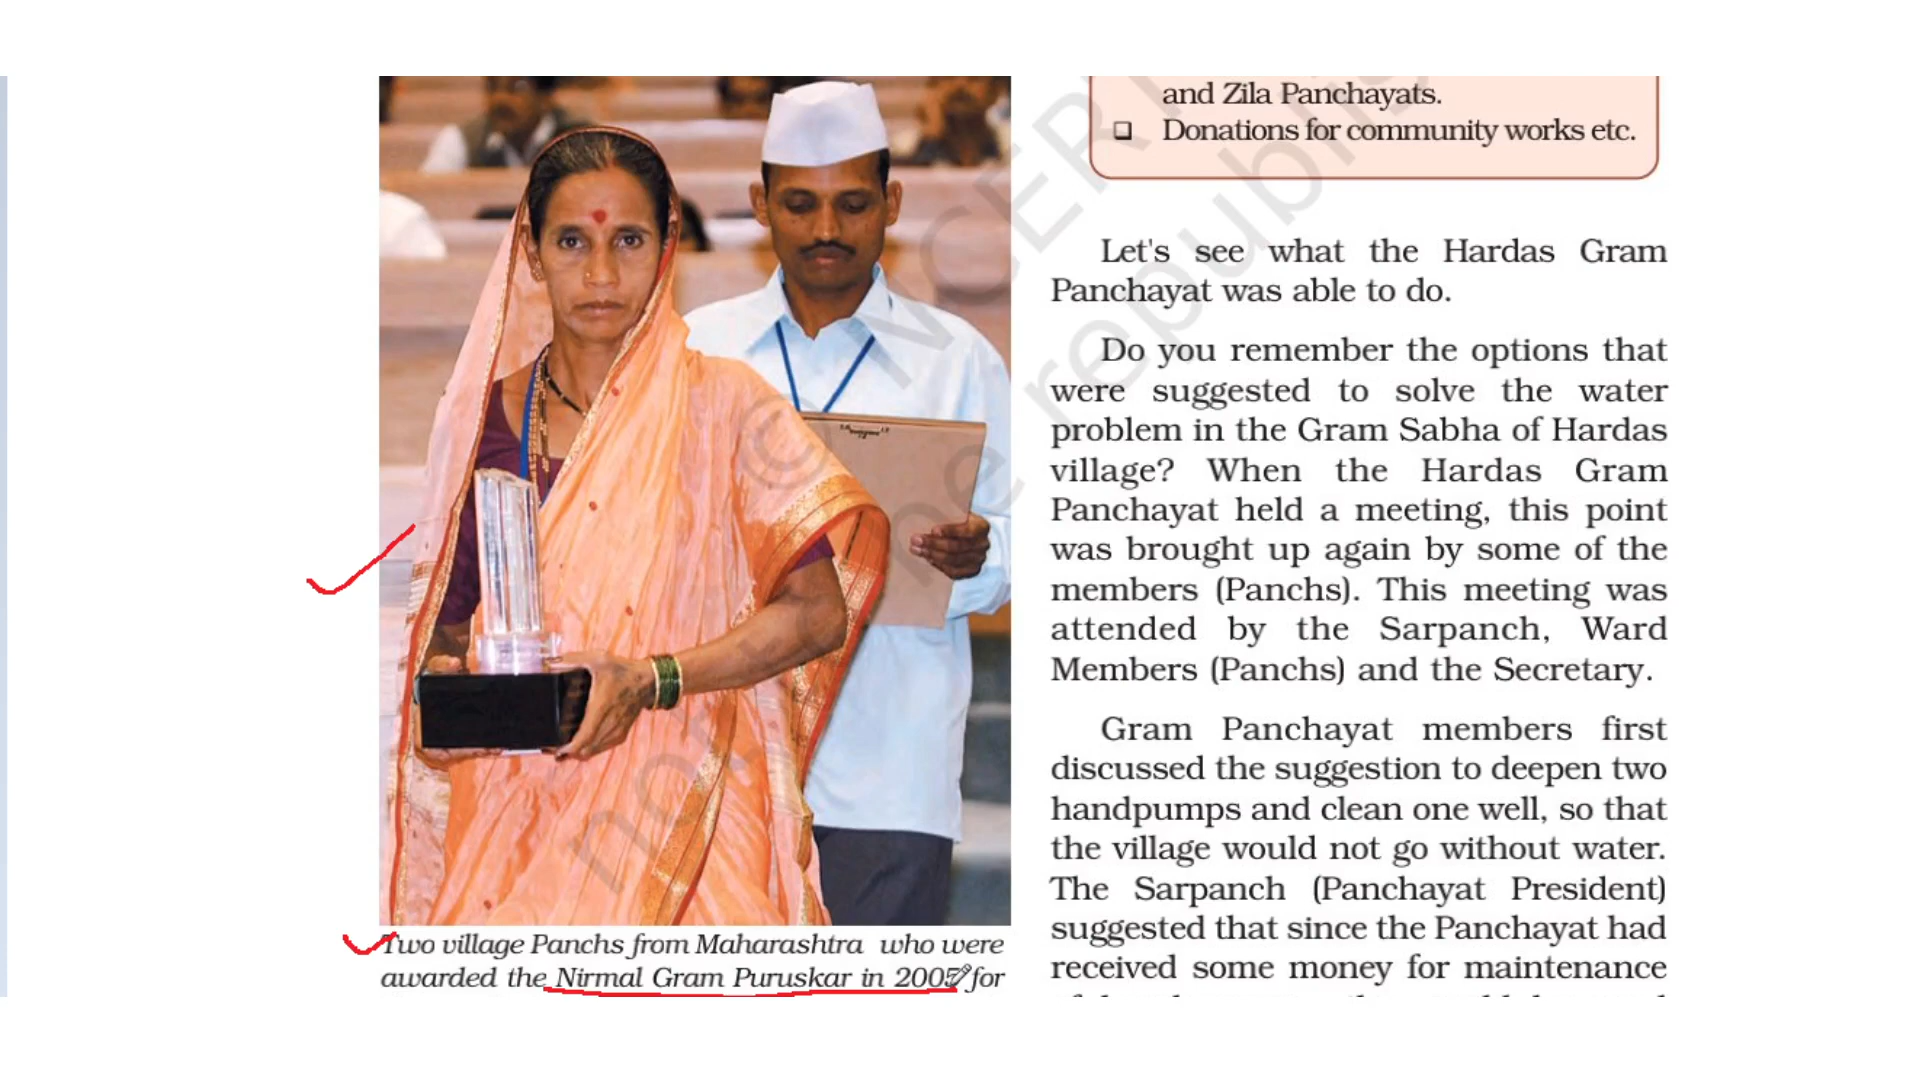 and Zila Panchayats.
❑ Donations for community works etc.
Let's see what the Hardas Gram
Panchayat was able to do.
Do you remember the options that
were suggested to solve the water
problem in the Gram Sabha of Hardas
village? When the Hardas Gram
Panchayat held a meeting, this point
was brought up again by some of the
members (Panchs). This meeting was
attended by the Sarpanch, Ward
Members (Panchs) and the Secretary.
Gram Panchayat members first
discussed the suggestion to deepen two
handpumps and clean one well, so that
the village would not go without water.
The Sarpanch (Panchayat President)
suggested that since the Panchayat had
received some money for maintenance
Two village Panchs from Maharashtra who were
awarded the Nirmal Gram Puruskar in 2005 for
© NCERT
not to be republi